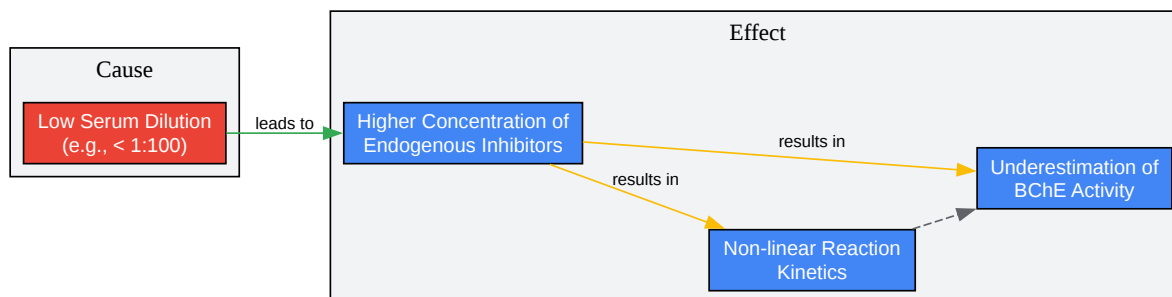 Effect
Cause
Low Serum Dilution
(e.g., < 1:100)
leads to
Higher Concentration of
Endogenous Inhibitors
results in
results in
Underestimation of
BChE Activity
Non-linear Reaction
Kinetics